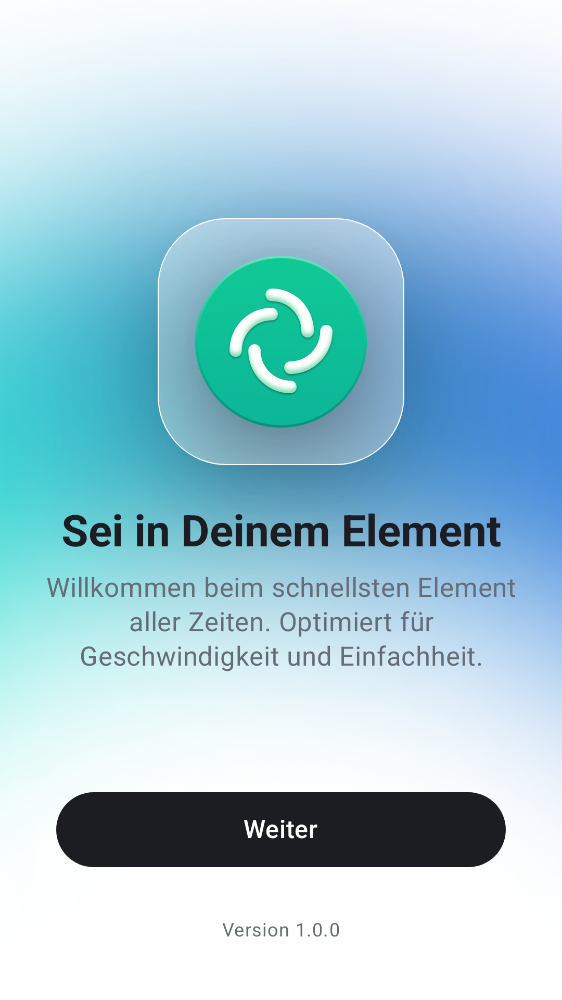 Sei in Deinem Element
Willkommen beim schnellsten Element
aller Zeiten. Optimiert für
Geschwindigkeit und Einfachheit.
Weiter
Version 1.0.0